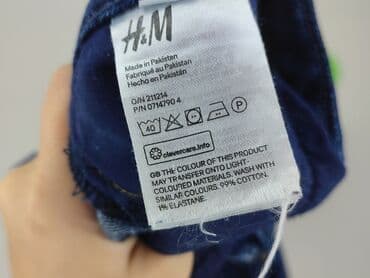 H&M
Made in Pakistan
Fabriqué au Pakistan
Hecho en Pakistán
O/N 211214
P/N 0714790 4
40 P
clevercare.info
GB THE COLOUR OF THIS PRODUCT
MAY TRANSFER ONTO LIGHT-
COLOURED MATERIALS. WASH WITH
SIMILAR COLOURS. 99% COTTON.
1% ELASTANE.